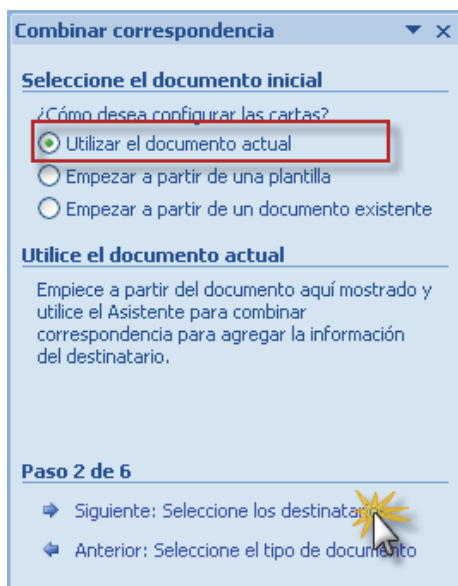 Combinar correspondencia
Seleccione el documento inicial
¿Cómo desea configurar las cartas?
Utilizar el documento actual
Empezar a partir de una plantilla
Empezar a partir de un documento existente
Utilice el documento actual
Empiece a partir del documento aquí mostrado y
utilice el Asistente para combinar
correspondencia para agregar la información
del destinatario.
Paso 2 de 6
Siguiente: Seleccione los
Anterior: Seleccione el tipo de documento